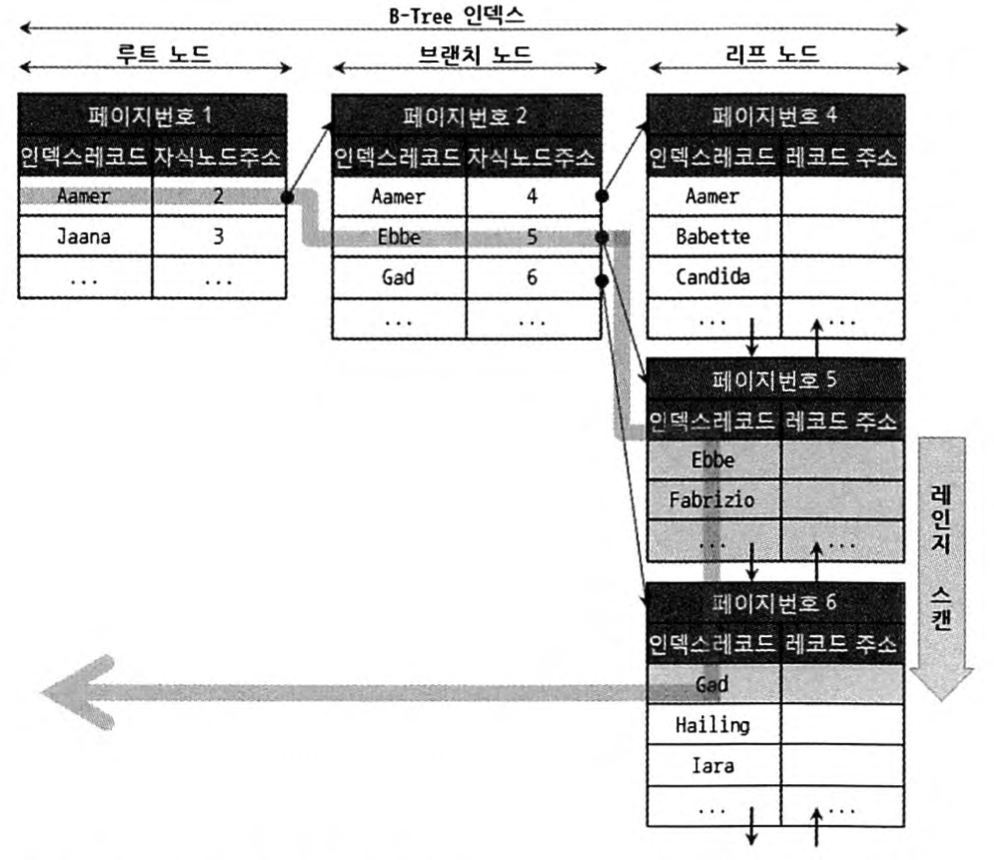 B-Tree 인덱스
루트 노드
브랜치 노드
리프 노드
페이지번호 1
인덱스레코드 자식노드주소
Aamer 2
Jaana 3
... ...
페이지번호 2
인덱스레코드 자식노드주소
Aamer 4
Ebbe 5
Gad 6
... ...
페이지번호 4
인덱스레코드 레코드 주소
Aamer
Babette
Candida
... ...
페이지번호 5
인덱스레코드 레코드 주소
Ebbe
Fabrizio
... ...
페이지번호 6
인덱스레코드 레코드 주소
Gad
Hailing
Iara
... ...
레인지 스캔